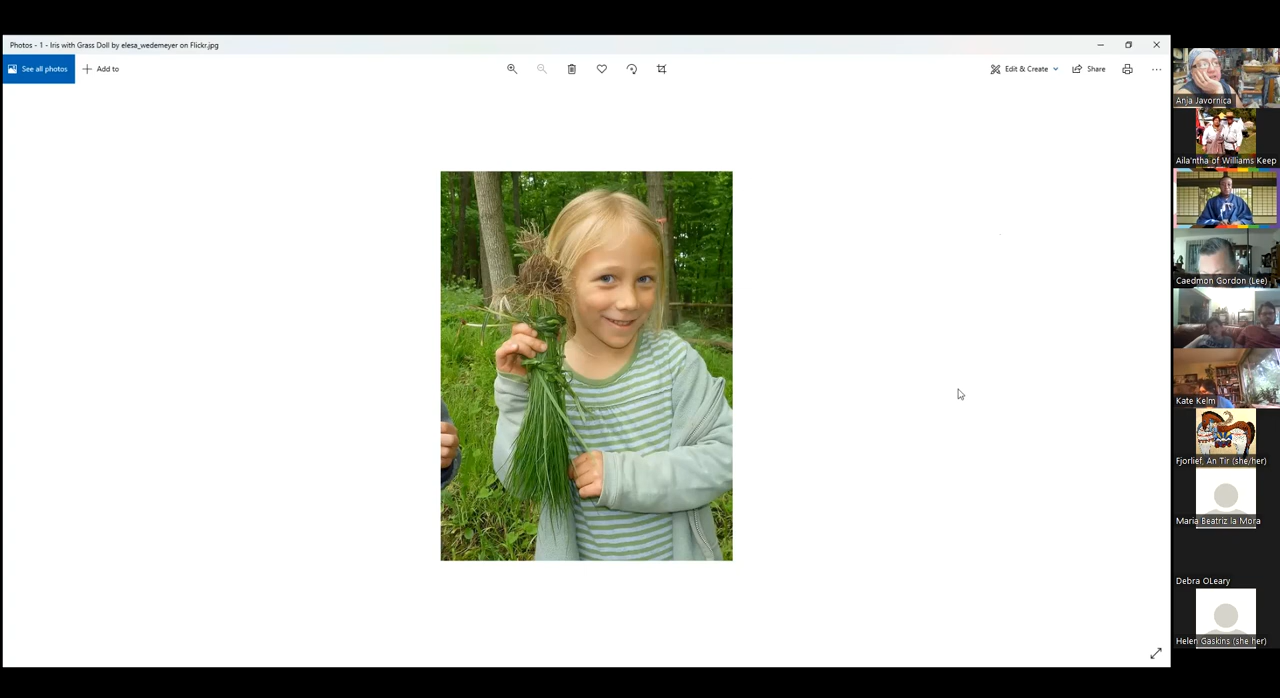 Photos - 1 - Iris with Grass Doll by elesa_wedemeyer on Flickr.jpg
See all photos
Add to
Edit & Create
Share
Anja Javornica
Aila'ntha of Williams Keep
Caedmon Gordon (Lee)
Kate Kelm
Fjorlief, An Tir (she/her)
Maria Beatriz la Mora
Debra OLeary
Helen Gaskins (she her)